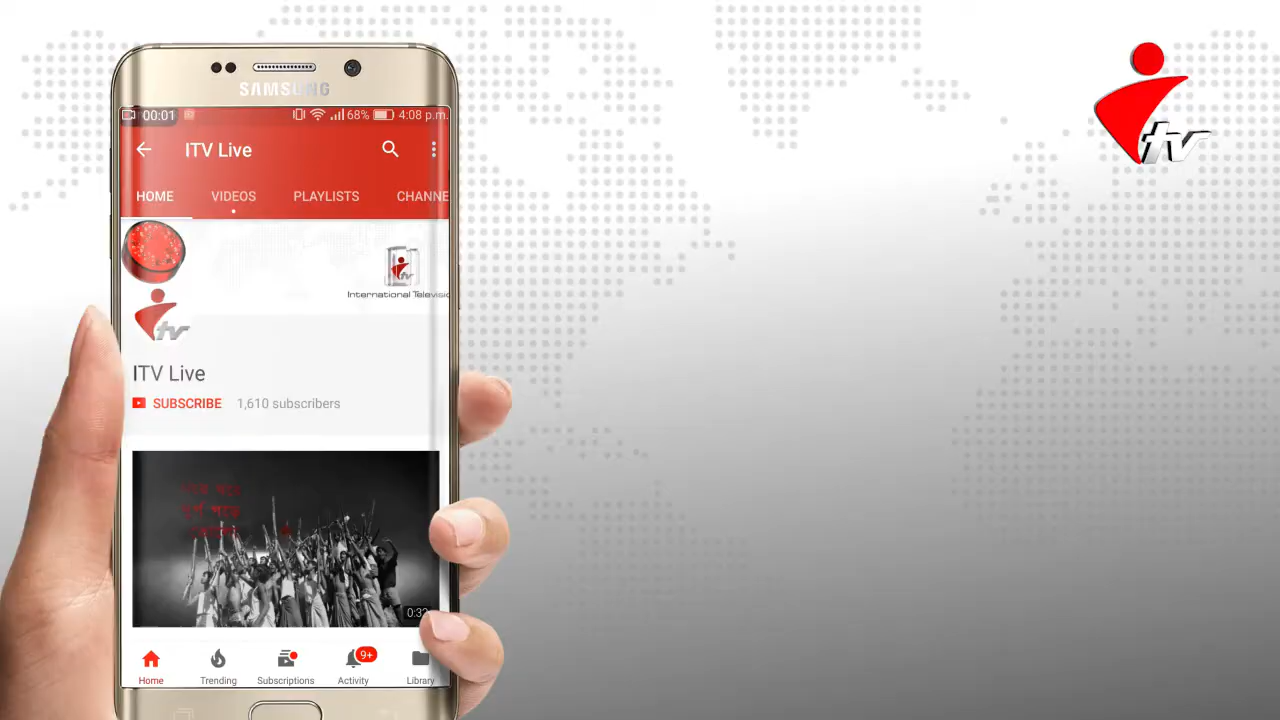 SAMSUNG
00:01 68% 4:08 p.m.
ITV Live
HOME VIDEOS PLAYLISTS CHANNE
tv
International Televisio
tv
ITV Live
SUBSCRIBE 1,610 subscribers
0:32
9+
Home Trending Subscriptions Activity Library
tv